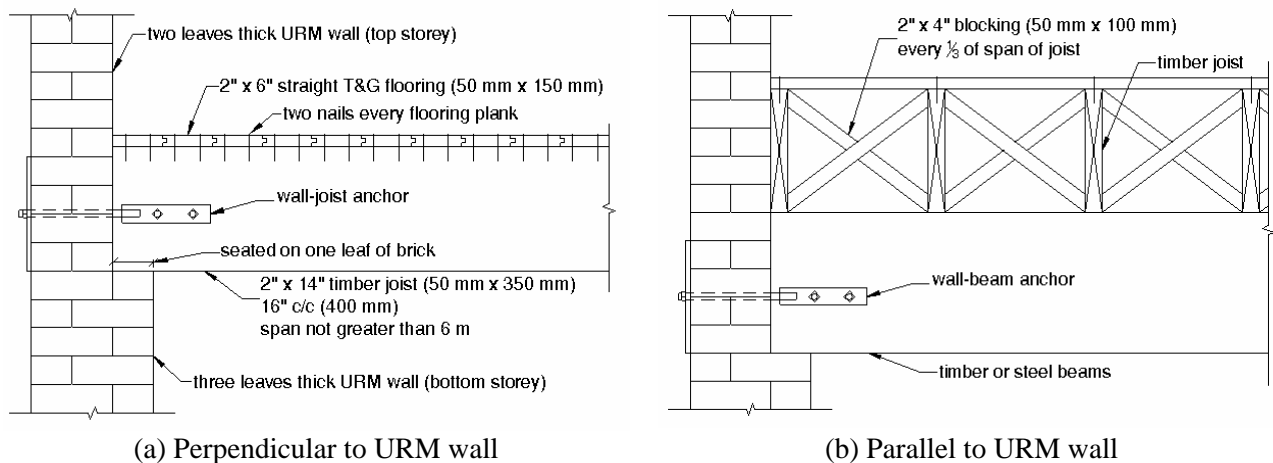 two leaves thick URM wall (top storey)
2" x 6" straight T&G flooring (50 mm x 150 mm)
two nails every flooring plank
wall-joist anchor
seated on one leaf of brick
2" x 14" timber joist (50 mm x 350 mm)
16" c/c (400 mm)
span not greater than 6 m
three leaves thick URM wall (bottom storey)
(a) Perpendicular to URM wall
2" x 4" blocking (50 mm x 100 mm)
every ⅓ of span of joist
timber joist
wall-beam anchor
timber or steel beams
(b) Parallel to URM wall